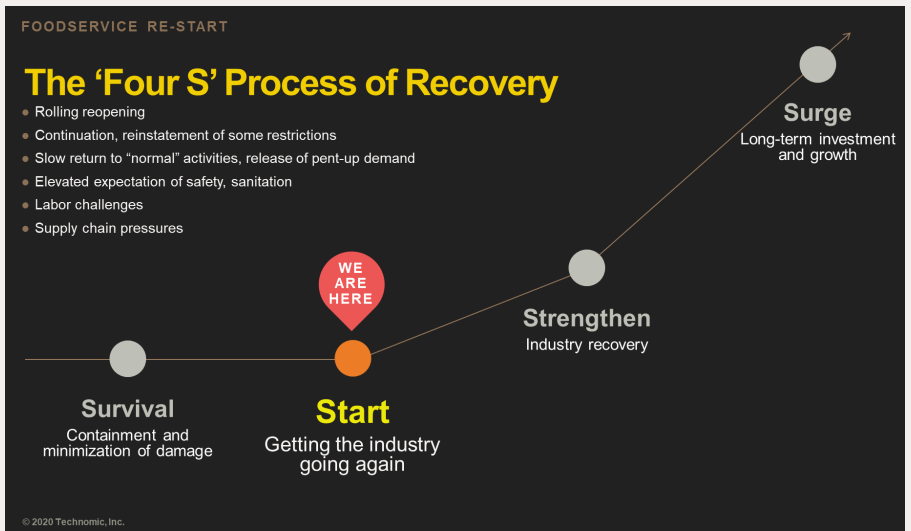 FOODSERVICE RE-START
The ‘Four S’ Process of Recovery
Rolling reopening
Continuation, reinstatement of some restrictions
Slow return to “normal” activities, release of pent-up demand
Elevated expectation of safety, sanitation
Labor challenges
Supply chain pressures
WE
ARE
HERE
Survival
Containment and
minimization of damage
Start
Getting the industry
going again
Strengthen
Industry recovery
Surge
Long-term investment
and growth
© 2020 Technomic, Inc.